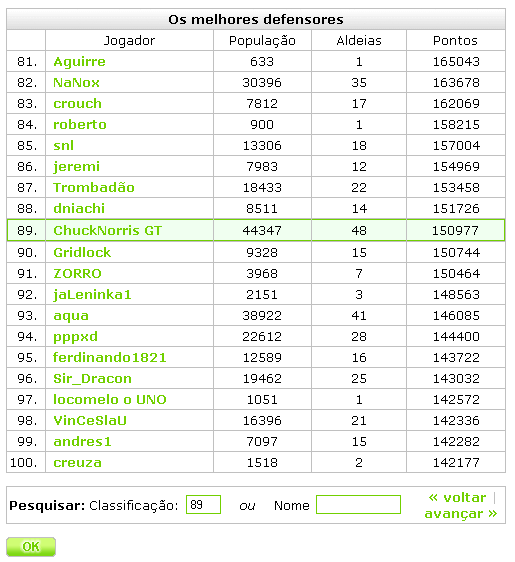 Os melhores defensores
Jogador População Aldeias Pontos
81. Aguirre 633 1 165043
82. NaNox 30396 35 163678
83. crouch 7812 17 162069
84. roberto 900 1 158215
85. snl 13306 18 157004
86. jeremi 7983 12 154969
87. Trombadão 18433 22 153458
88. dniachi 8511 14 151726
89. ChuckNorris GT 44347 48 150977
90. Gridlock 9328 15 150744
91. ZORRO 3968 7 150464
92. jaLeninka1 2151 3 148563
93. aqua 38922 41 146085
94. pppxd 22612 28 144400
95. ferdinando1821 12589 16 143722
96. Sir_Dracon 19462 25 143032
97. locomelo o UNO 1051 1 142572
98. VinCeSlaU 16396 21 142336
99. andres1 7097 15 142282
100. creuza 1518 2 142177
Pesquisar: Classificação: 89 ou Nome « voltar |
avançar »
OK